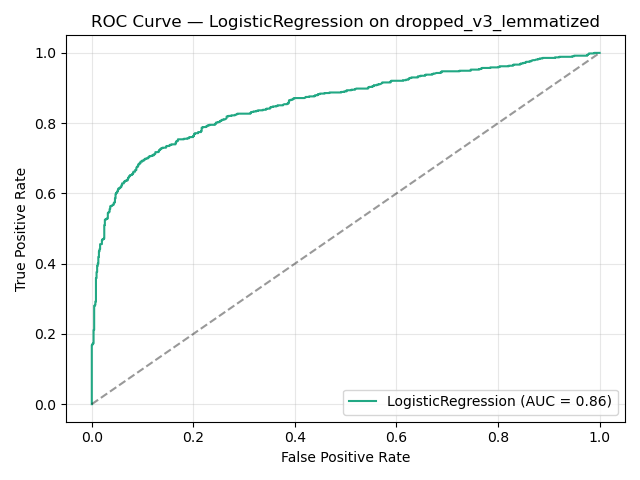 ROC Curve — LogisticRegression on dropped_v3_lemmatized
True Positive Rate
1.0
0.8
0.6
0.4
0.2
0.0
LogisticRegression (AUC = 0.86)
0.0 0.2 0.4 0.6 0.8 1.0
False Positive Rate